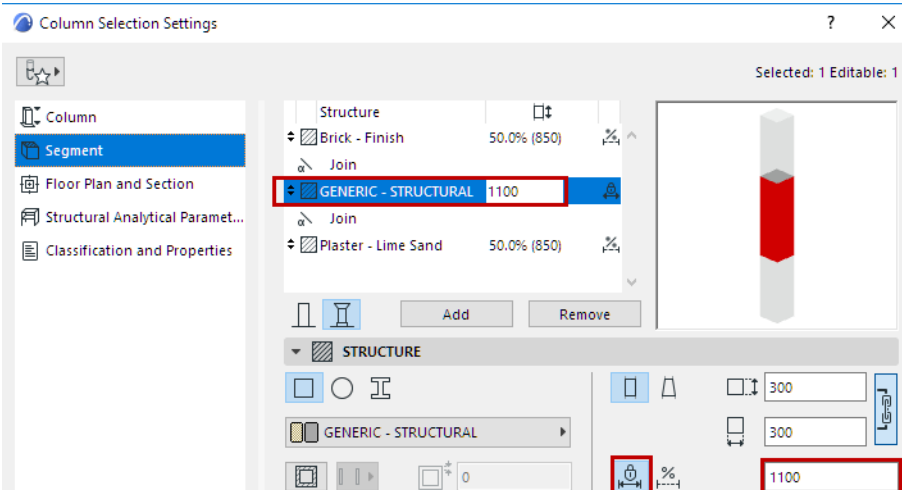 Column Selection Settings
?
Selected: 1 Editable: 1
Column
Segment
Floor Plan and Section
Structural Analytical Paramet...
Classification and Properties
Structure
Brick - Finish 50.0% (850)
Join
GENERIC - STRUCTURAL 1100
Join
Plaster - Lime Sand 50.0% (850)
Add
Remove
STRUCTURE
300
GENERIC - STRUCTURAL
300
0
%
1100